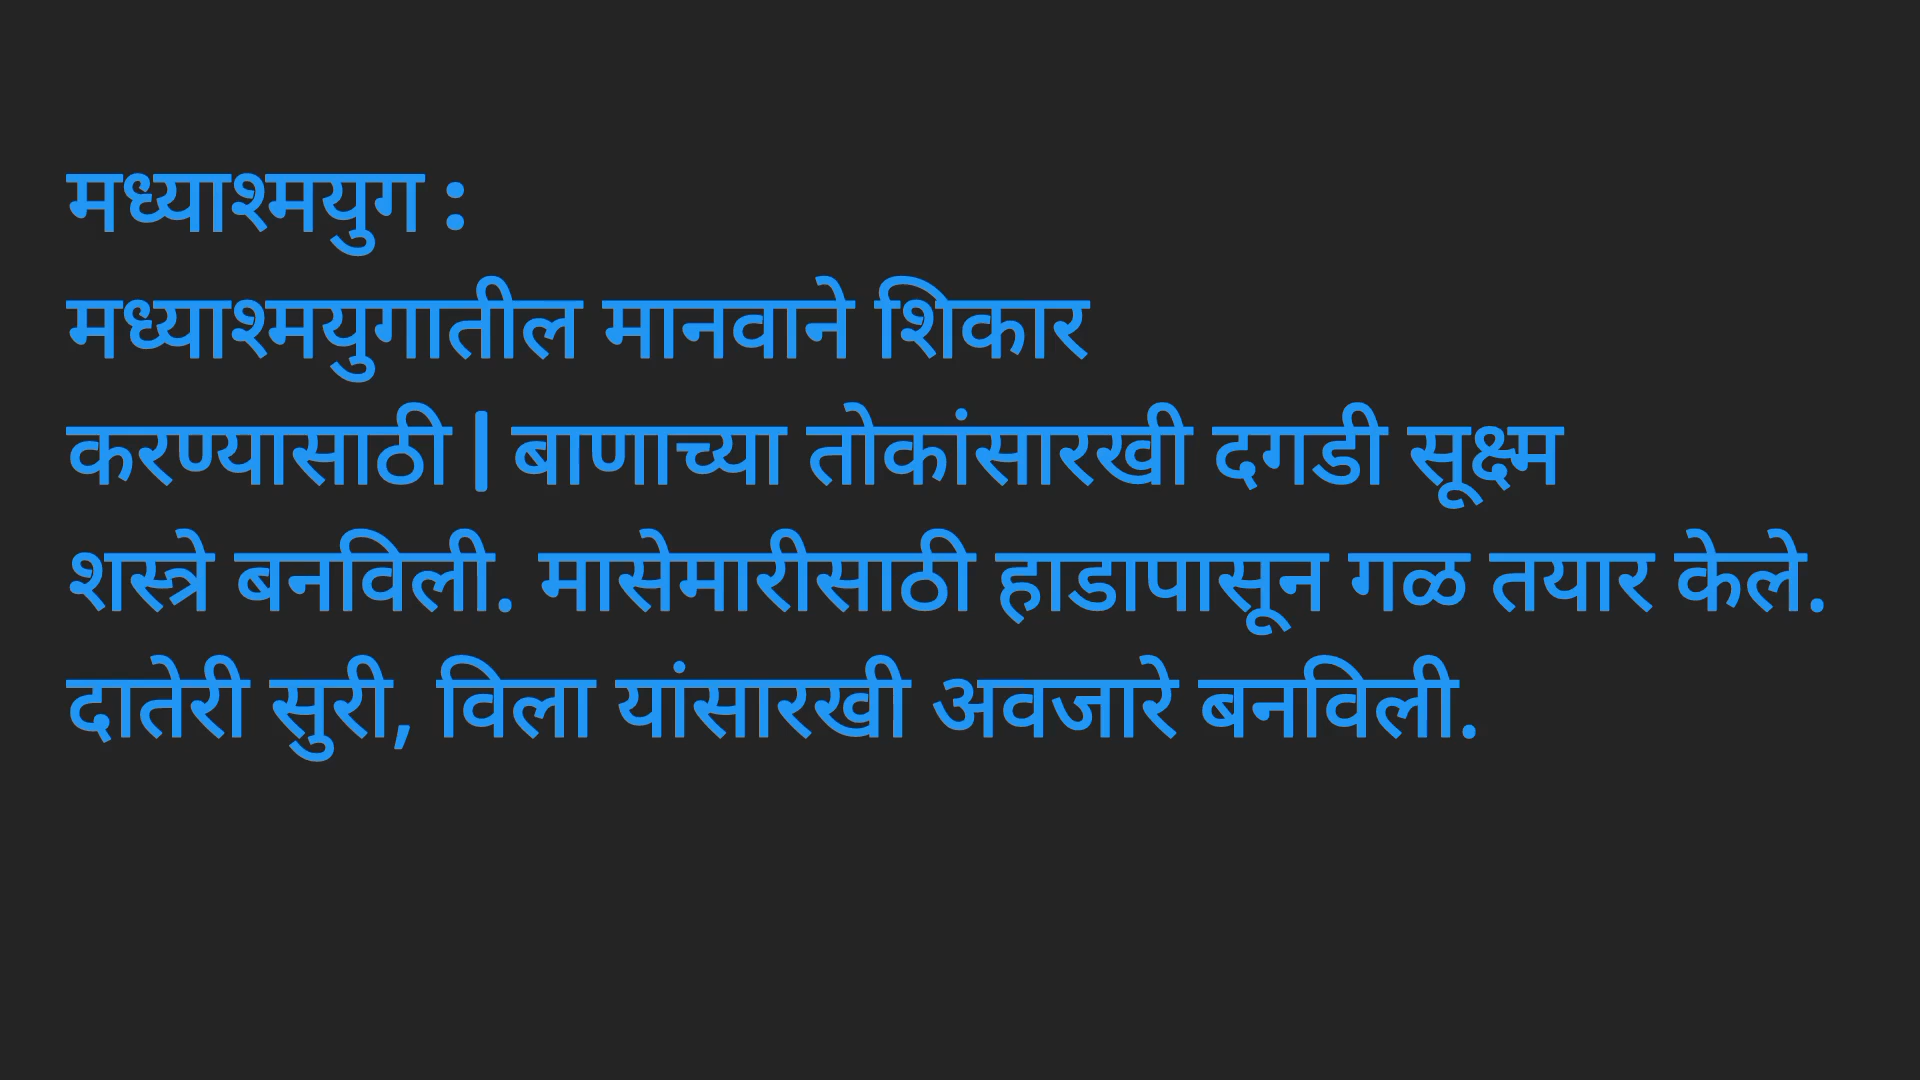 मध्याश्मयुग :
मध्याश्मयुगातील मानवाने शिकार
करण्यासाठी | बाणाच्या तोकांसारखी दगडी सूक्ष्म
शस्त्रे बनविली. मासेमारीसाठी हाडापासून गळ तयार केले.
दातेरी सुरी, विला यांसारखी अवजारे बनविली.